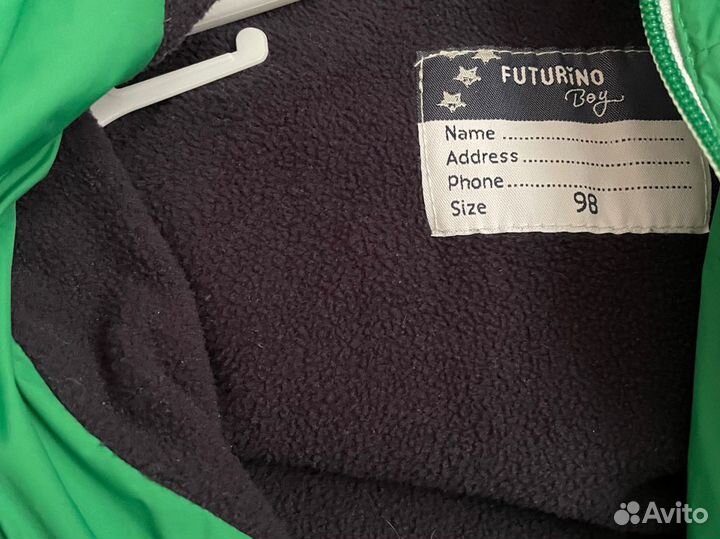 FUTURiNO
Boy
Name ........................
Address ....................
Phone .......................
Size 98
Avito